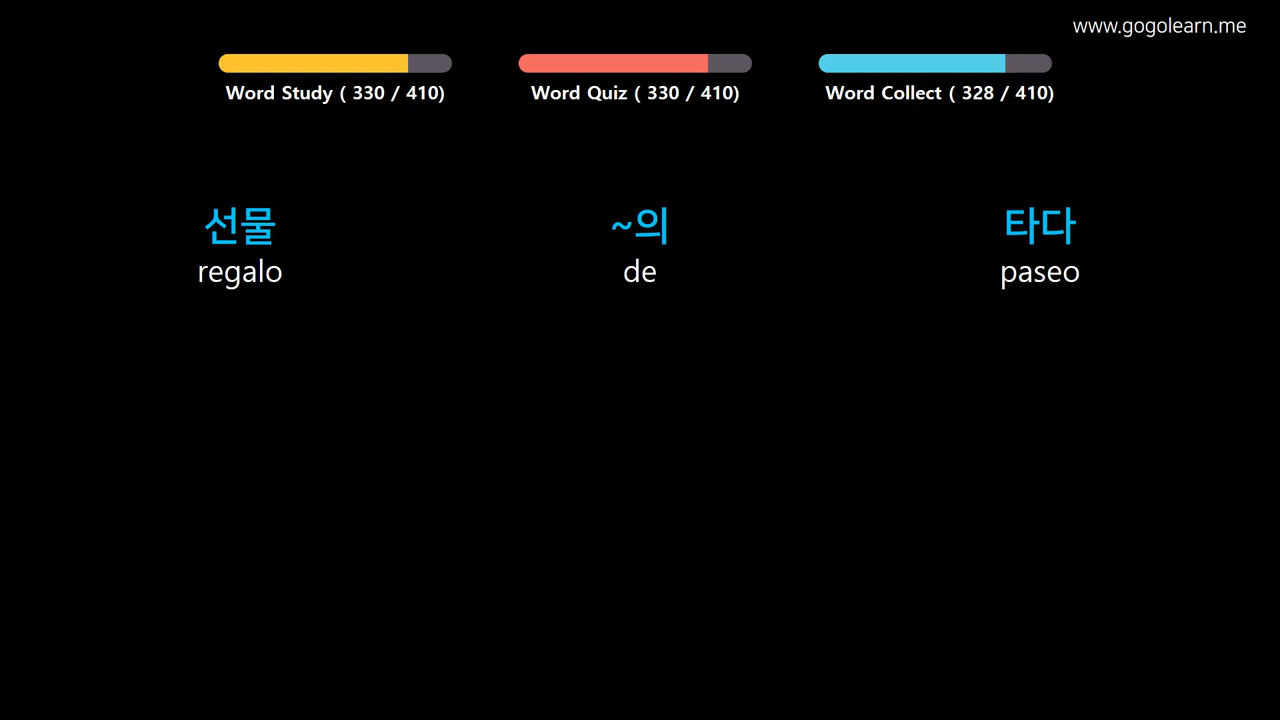 www.gogolearn.me
Word Study ( 330 / 410)
Word Quiz ( 330 / 410)
Word Collect ( 328 / 410)
선물
regalo
~의
de
타다
paseo